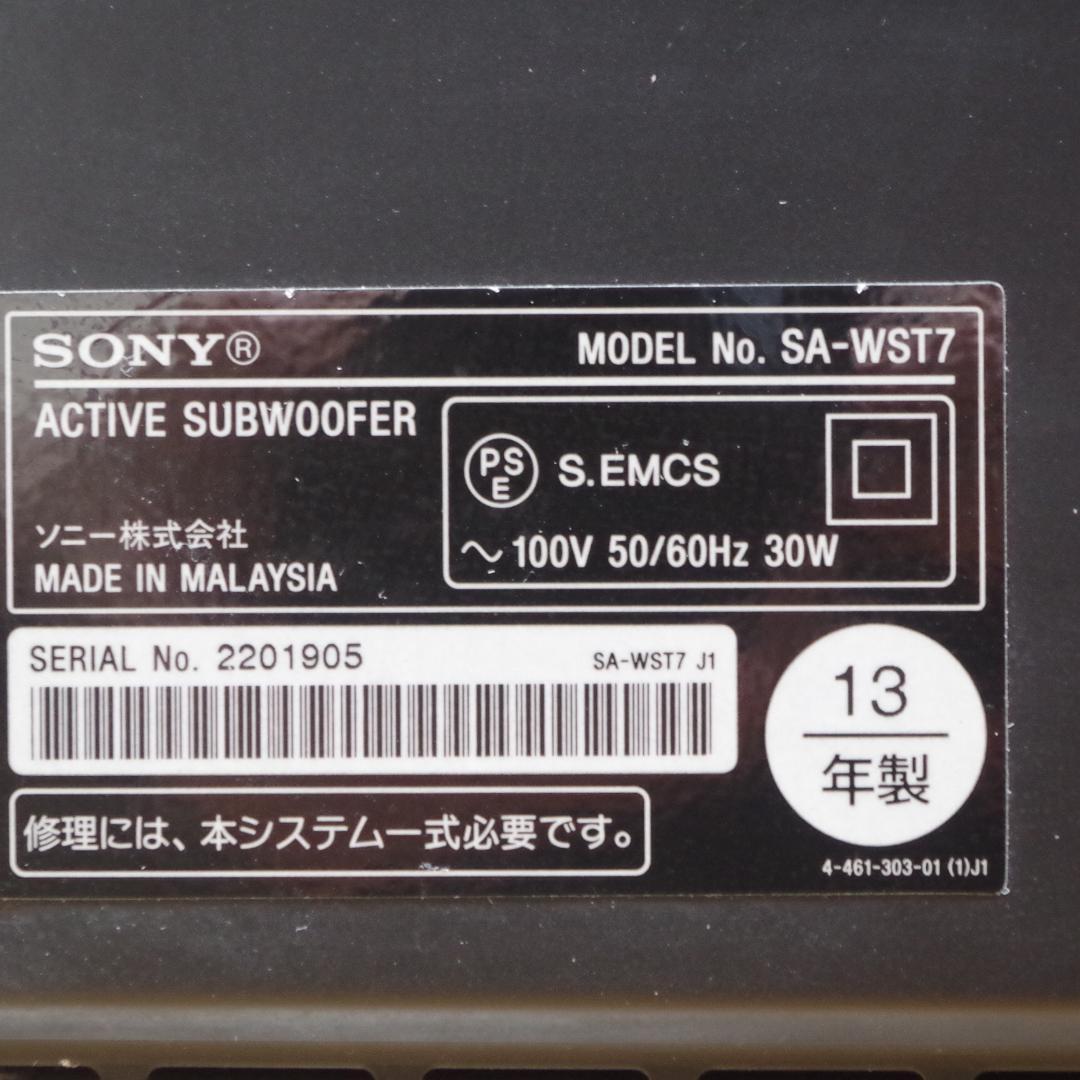 SONY®
MODEL No. SA-WST7
ACTIVE SUBWOOFER
PSE S.EMCS
ソニー株式会社
〜100V 50/60Hz 30W
MADE IN MALAYSIA
SERIAL No. 2201905
SA-WST7 J1
13
年製
修理には、本システム一式必要です。
4-461-303-01 (1)J1